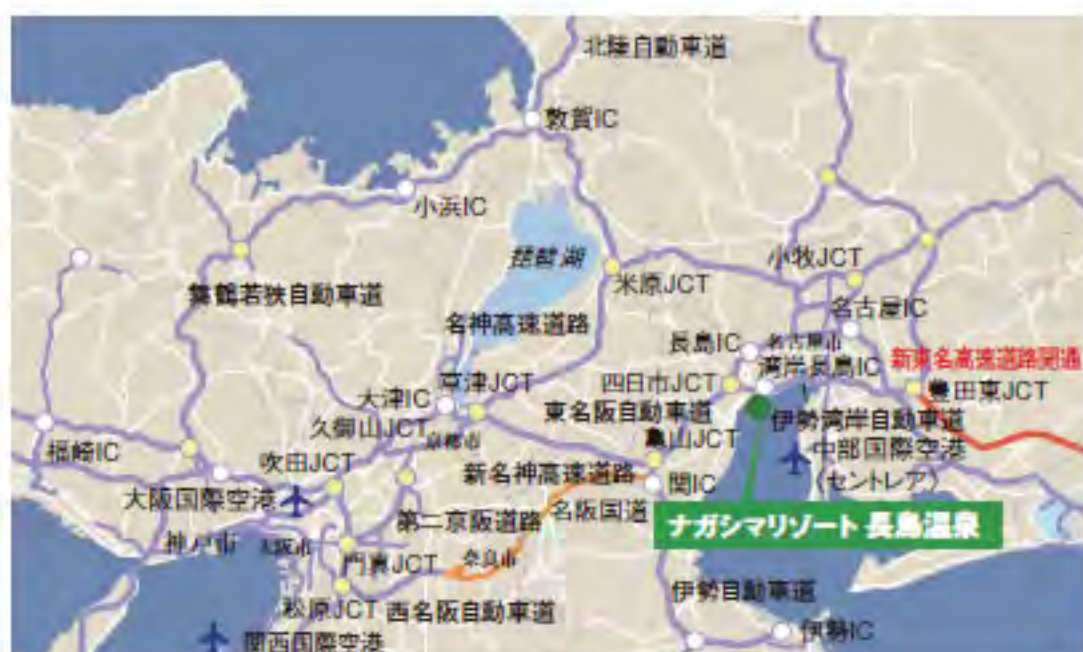 北陸自動車道
敦賀IC
小浜IC
琵琶湖
米原JCT
小牧JCT
舞鶴若狭自動車道
名神高速道路
名古屋IC
長島IC
名古屋市
湾岸長島IC
新東名高速道路開通
四日市JCT
豊田東JCT
草津JCT
大津IC
東名阪自動車道
伊勢湾岸自動車道
久御山JCT
京都市
亀山JCT
中部国際空港
(セントレア)
福崎IC
吹田JCT
新名神高速道路
関IC
大阪国際空港
第二京阪道路
名阪国道
ナガシマリゾート 長島温泉
神戸市
大阪市
門真JCT
奈良市
松原JCT
西名阪自動車道
伊勢自動車道
関西国際空港
伊勢IC